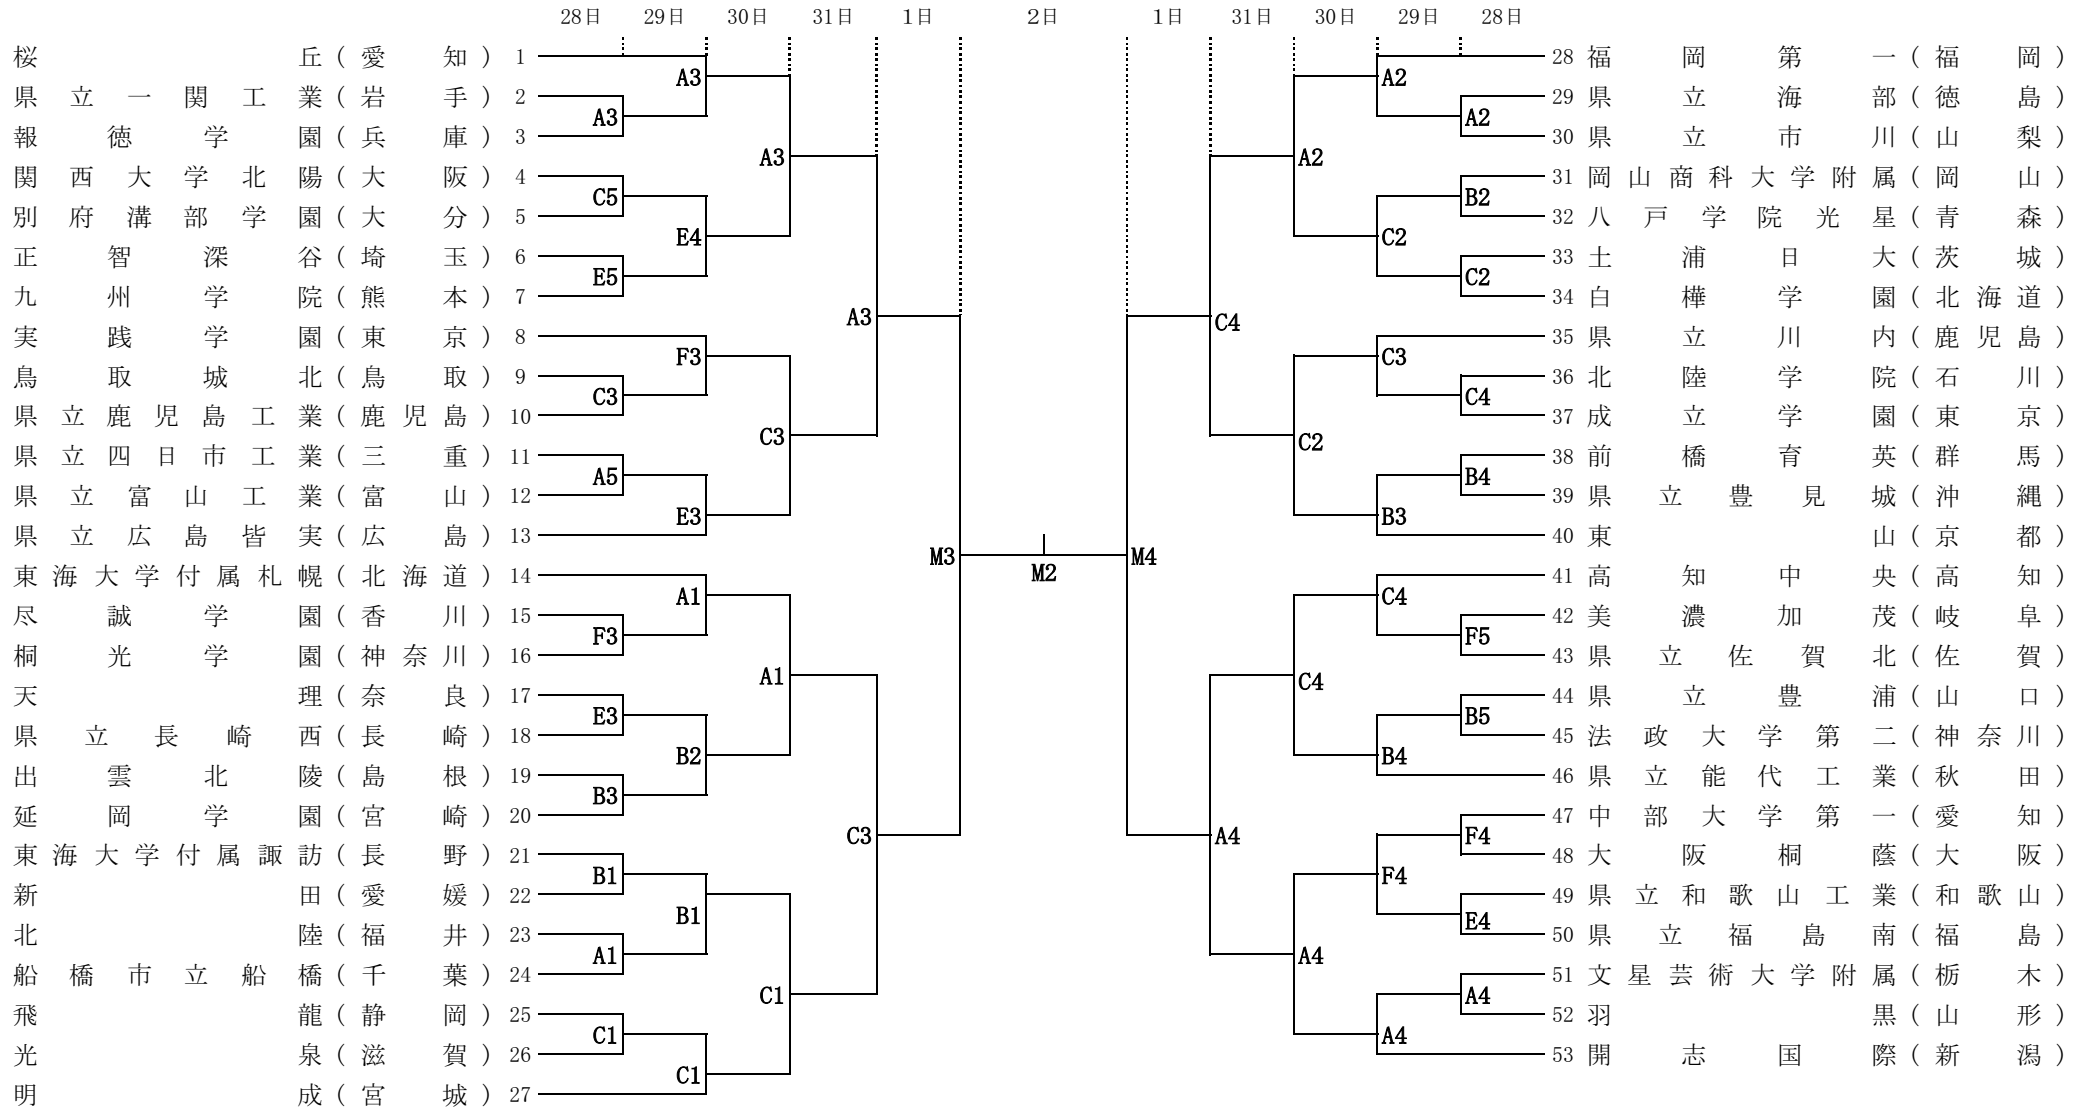 28日 29日 30日 31日 1日 2日 1日 31日 30日 29日 28日
桜丘(愛知) 1
県立一関工業(岩手) 2
報徳学園(兵庫) 3
関西大学北陽(大阪) 4
別府溝部学園(大分) 5
正智深谷(埼玉) 6
九州学院(熊本) 7
実践学園(東京) 8
鳥取城北(鳥取) 9
県立鹿児島工業(鹿児島) 10
県立四日市工業(三重) 11
県立富山工業(富山) 12
県立広島皆実(広島) 13
東海大学付属札幌(北海道) 14
尽誠学園(香川) 15
桐光学園(神奈川) 16
天理(奈良) 17
県立長崎西(長崎) 18
出雲北陵(島根) 19
延岡学園(宮崎) 20
東海大学付属諏訪(長野) 21
新田(愛媛) 22
北陸(福井) 23
船橋市立船橋(千葉) 24
飛龍(静岡) 25
光泉(滋賀) 26
明成(宮城) 27
A3
C5
E5
C3
A5
F3
E3
B3
B1
A1
C1
A3
E4
F3
E3
A1
B2
B1
C1
A3
C3
A1
C1
A3
C3
M3
M2
M4
C4
A4
A2
C2
C4
A4
A2
C2
C3
B3
C4
B4
F4
A4
A2
B2
C2
C4
B4
F5
B5
F4
E4
A4
28 福岡第一(福岡)
29 県立海部(徳島)
30 県立市川(山梨)
31 岡山商科大学附属(岡山)
32 八戸学院光星(青森)
33 土浦日大(茨城)
34 白樺学園(北海道)
35 県立川内(鹿児島)
36 北陸学院(石川)
37 成立学園(東京)
38 前橋育英(群馬)
39 県立豊見城(沖縄)
40 東山(京都)
41 高知中央(高知)
42 美濃加茂(岐阜)
43 県立佐賀北(佐賀)
44 県立豊浦(山口)
45 法政大学第二(神奈川)
46 県立能代工業(秋田)
47 中部大学第一(愛知)
48 大阪桐蔭(大阪)
49 県立和歌山工業(和歌山)
50 県立福島南(福島)
51 文星芸術大学附属(栃木)
52 羽黒(山形)
53 開志国際(新潟)